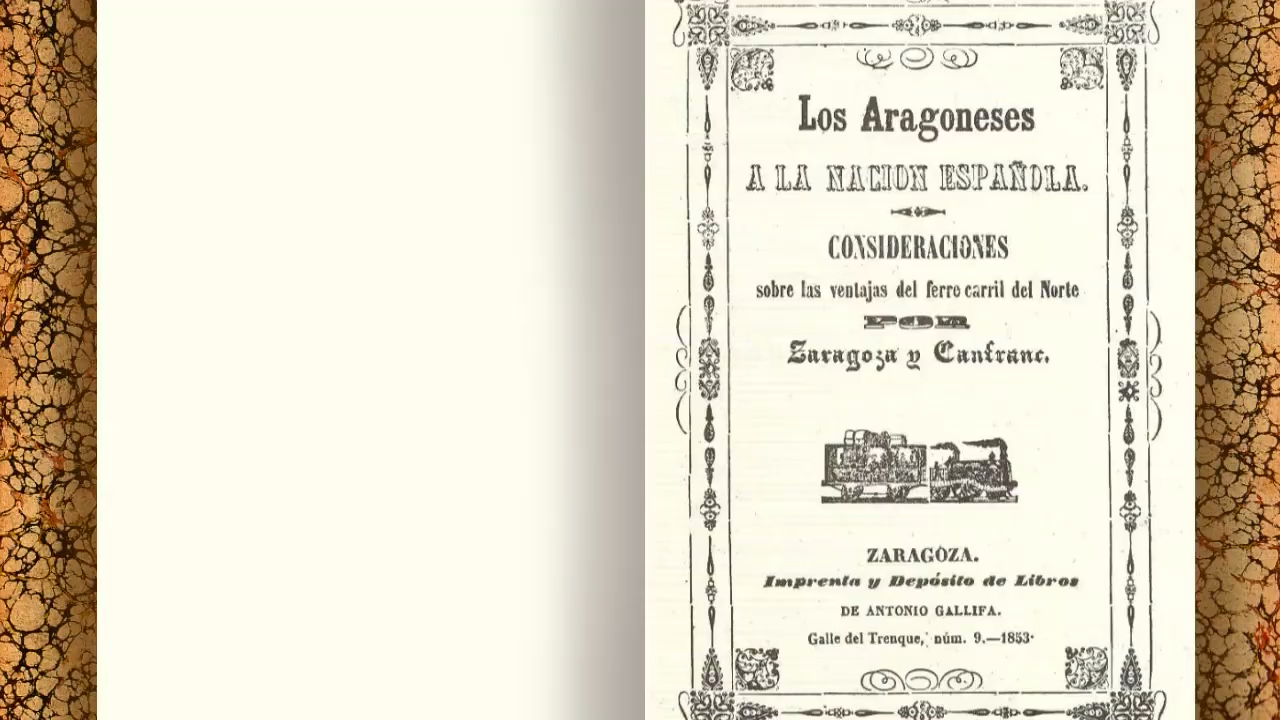 Los Aragoneses
A LA NACION ESPAÑOLA.
CONSIDERACIONES
sobre las ventajas del ferro carril del Norte
POR
Zaragoza y Canfranc.
ZARAGOZA.
Imprenta y Depósito de Libros
DE ANTONIO GALLIFA.
Calle del Trenque, núm. 9.—1853.